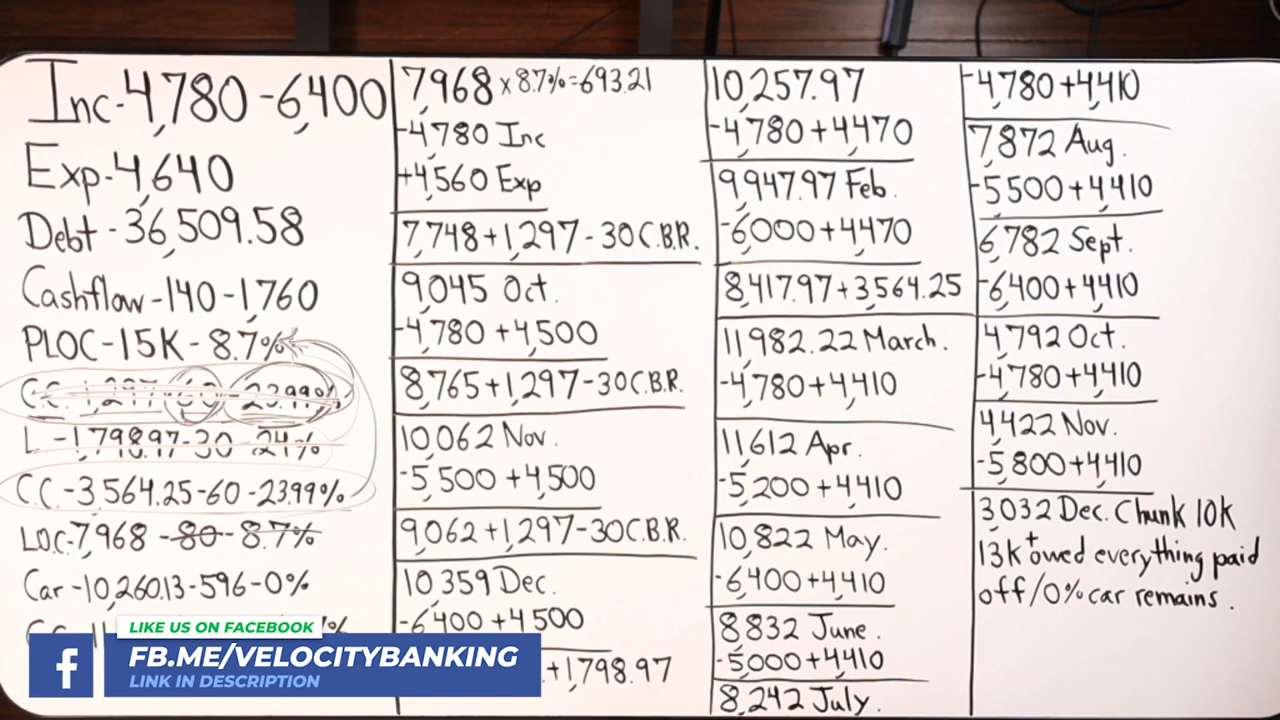 Inc-4,780-6,400
Exp-4,640
Debt-36,509.58
Cashflow-140-1,760
PLOC-15K-8.7%
C.C.-1,297-60-23.99%
L-1,798.97-30-24%
C.C.-3,564.25-60-23.99%
LOC-7,968-80-8.7%
Car-10,260.13-596-0%
7,968 x 8.7%=693.21
-4,780 Inc
+4,560 Exp
7,748+1,297-30 C.B.R.
9,045 Oct.
-4,780+4,500
8,765+1,297-30 C.B.R.
10,062 Nov.
-5,500+4,500
9,062+1,297-30 C.B.R.
10,359 Dec.
-6,400+4,500
+1,798.97
10,257.97
-4,780+4,470
9,947.97 Feb.
-6,000+4,470
8,417.97+3,564.25
11,982.22 March.
-4,780+4,410
11,612 Apr.
-5,200+4,410
10,822 May.
-6,400+4,410
8,832 June.
-5,000+4,410
8,242 July.
-4,780+4,410
7,872 Aug.
-5,500+4,410
6,782 Sept.
-6,400+4,410
4,792 Oct.
-4,780+4,410
4,422 Nov.
-5,800+4,410
3,032 Dec. Chunk 10K
13K+ owed everything paid
off/0% car remains.
LIKE US ON FACEBOOK
FB.ME/VELOCITYBANKING
LINK IN DESCRIPTION